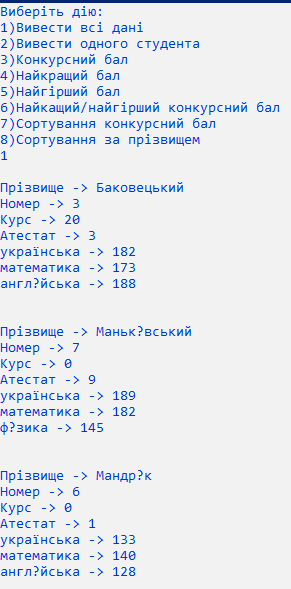 Виберіть дію:
1)Вивести всі дані
2)Вивести одного студента
3)Конкурсний бал
4)Найкращий бал
5)Найгірший бал
6)Найкащий/найгірший конкурсний бал
7)Сортування конкурсний бал
8)Сортування за прізвищем
1
Прізвище -> Баковецький
Номер -> 3
Курс -> 20
Атестат -> 3
українська -> 182
математика -> 173
англ?йська -> 188
Прізвище -> Маньк?вський
Номер -> 7
Курс -> 0
Атестат -> 9
українська -> 189
математика -> 182
ф?зика -> 145
Прізвище -> Мандр?к
Номер -> 6
Курс -> 0
Атестат -> 1
українська -> 133
математика -> 140
англ?йська -> 128